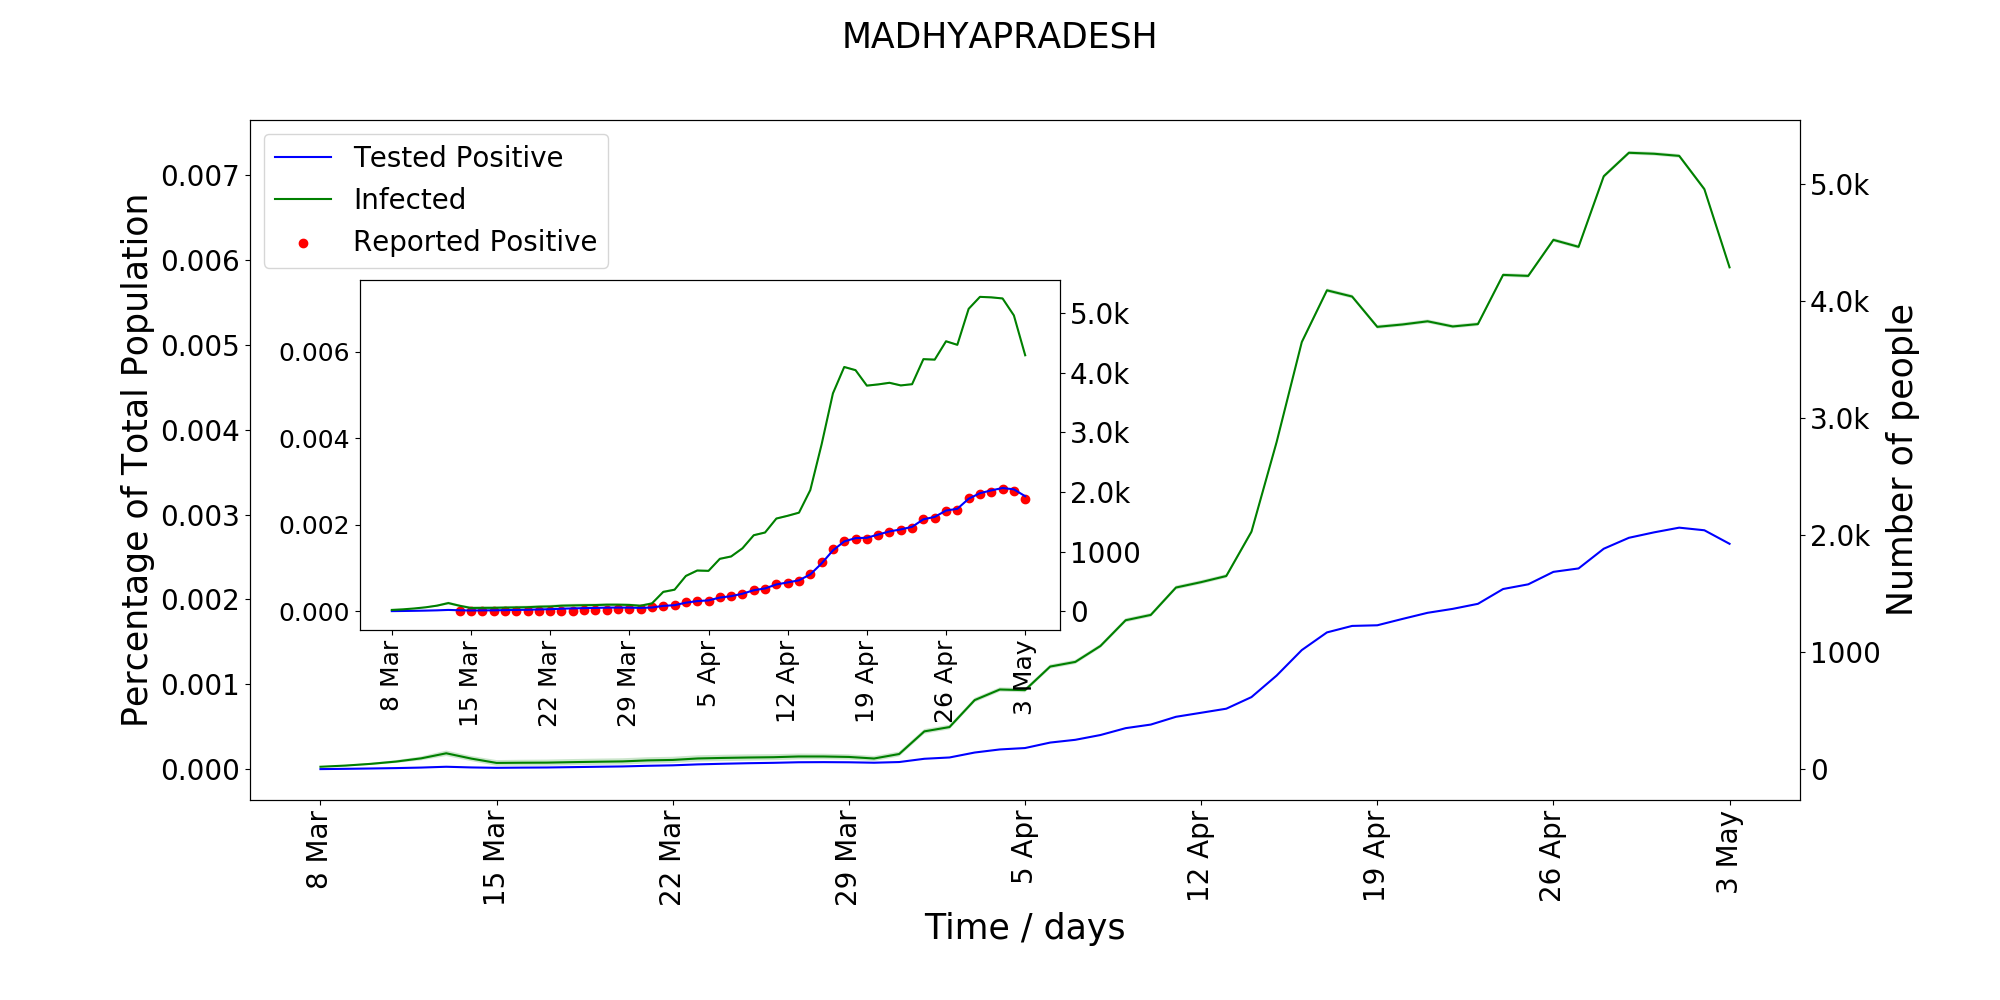 MADHYAPRADESH
Tested Positive
Infected
Reported Positive
Percentage of Total Population
0.007
0.006
0.005
0.004
0.003
0.002
0.001
0.000
0.006
0.004
0.002
0.000
5.0k
4.0k
3.0k
2.0k
1000
0
8 Mar
15 Mar
22 Mar
29 Mar
5 Apr
12 Apr
19 Apr
26 Apr
3 May
5.0k
4.0k
3.0k
2.0k
1000
0
Number of people
8 Mar
15 Mar
22 Mar
29 Mar
5 Apr
12 Apr
19 Apr
26 Apr
3 May
Time / days